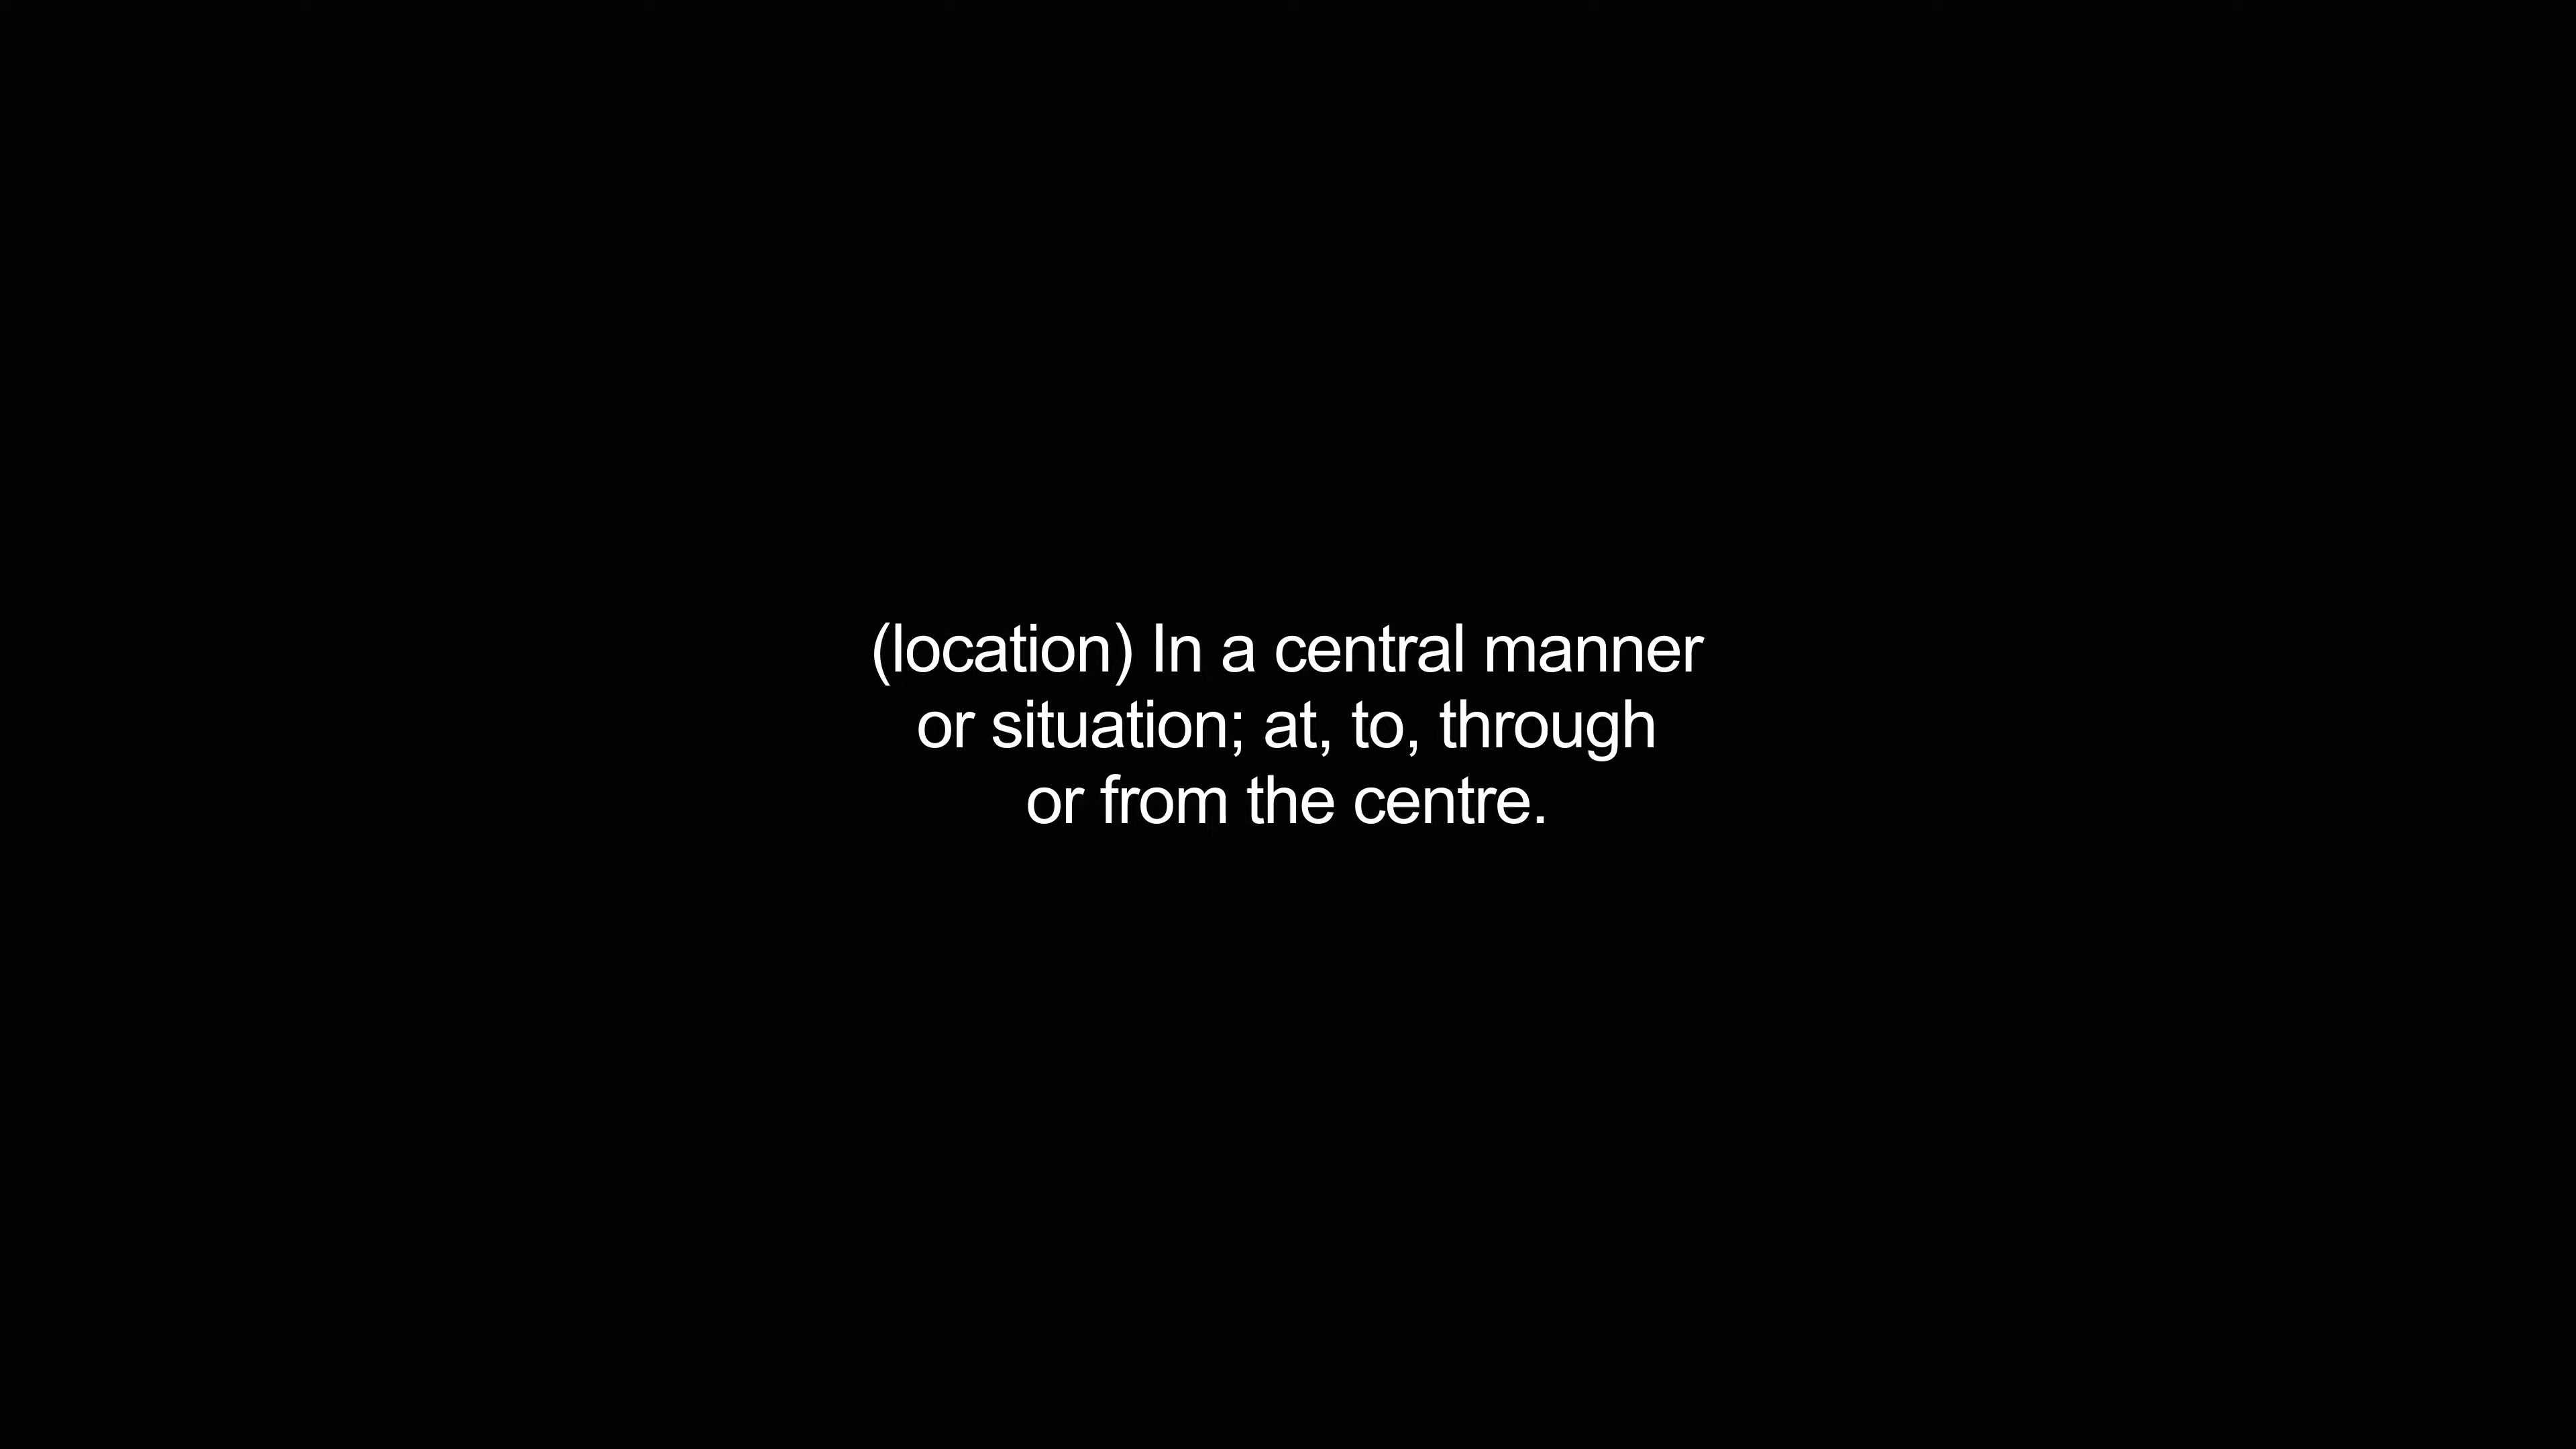 (location) In a central manner
or situation; at, to, through
or from the centre.